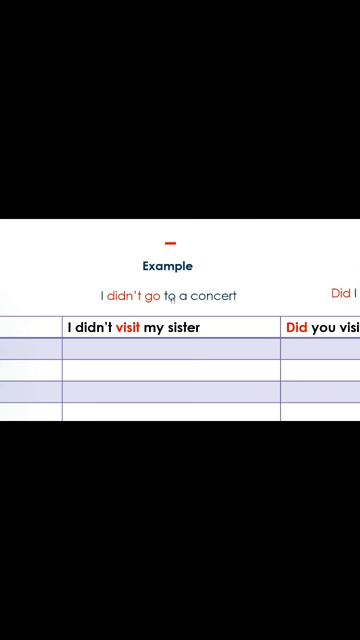 –
Example
I didn't go to a concert
Did I
I didn't visit my sister
Did you visi